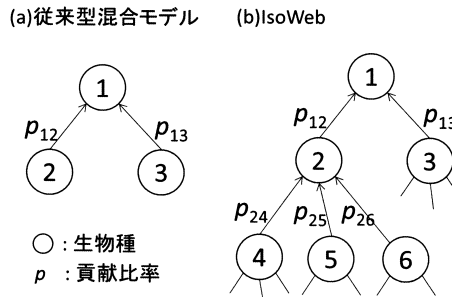 (a)従来型混合モデル
(b)IsoWeb
1
p12
p13
2
3
○ : 生物種
p : 貢献比率
1
p12
p13
2
3
p24
p25
p26
4
5
6